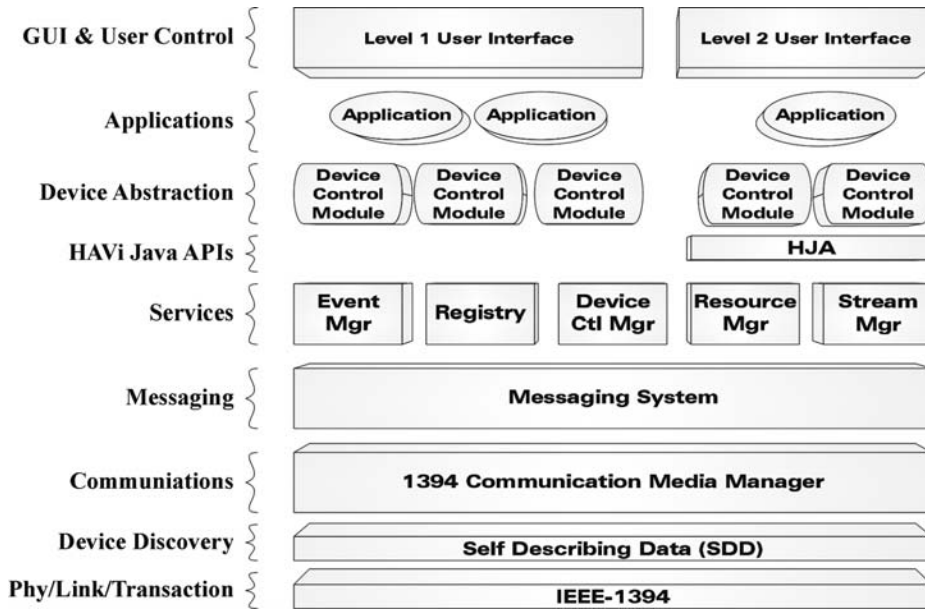 GUI & User Control
Level 1 User Interface
Level 2 User Interface
Applications
Application
Application
Application
Device Abstraction
Device
Control
Module
Device
Control
Module
Device
Control
Module
Device
Control
Module
Device
Control
Module
HAVi Java APIs
HJA
Services
Event
Mgr
Registry
Device
Ctl Mgr
Resource
Mgr
Stream
Mgr
Messaging
Messaging System
Communiations
1394 Communication Media Manager
Device Discovery
Self Describing Data (SDD)
Phy/Link/Transaction
IEEE-1394